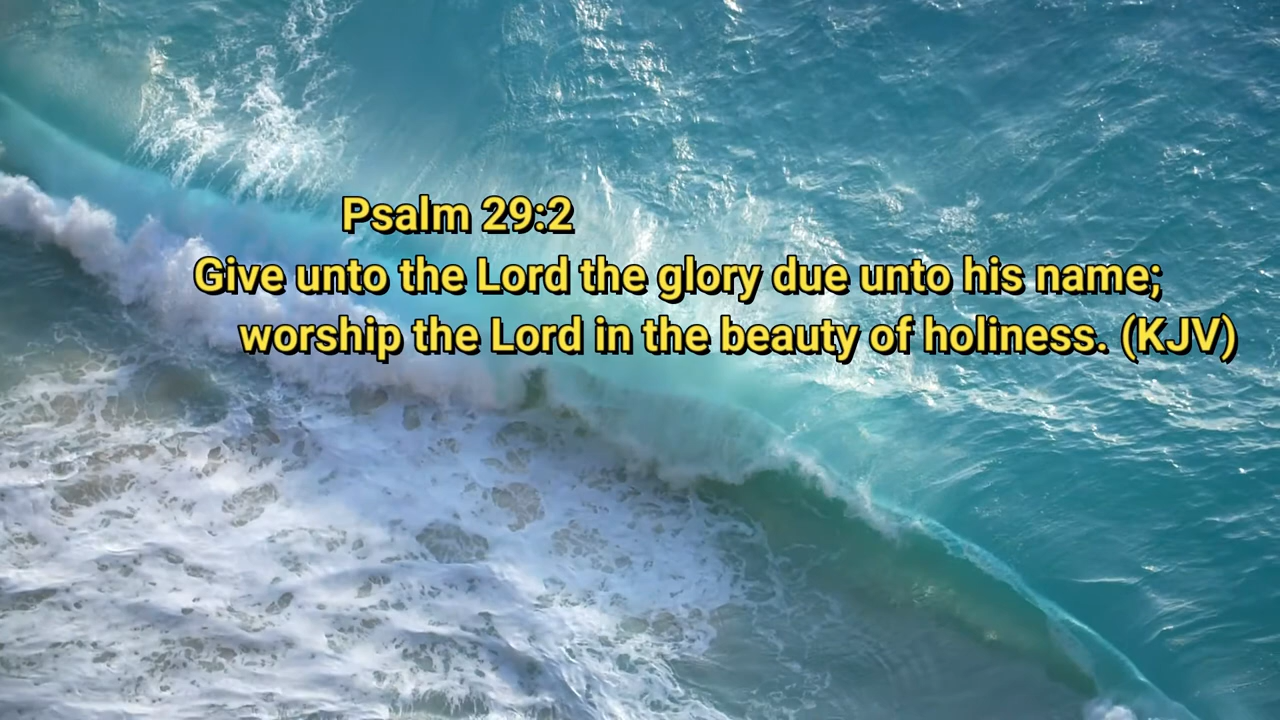 Psalm 29:2
Give unto the Lord the glory due unto his name;
worship the Lord in the beauty of holiness. (KJV)